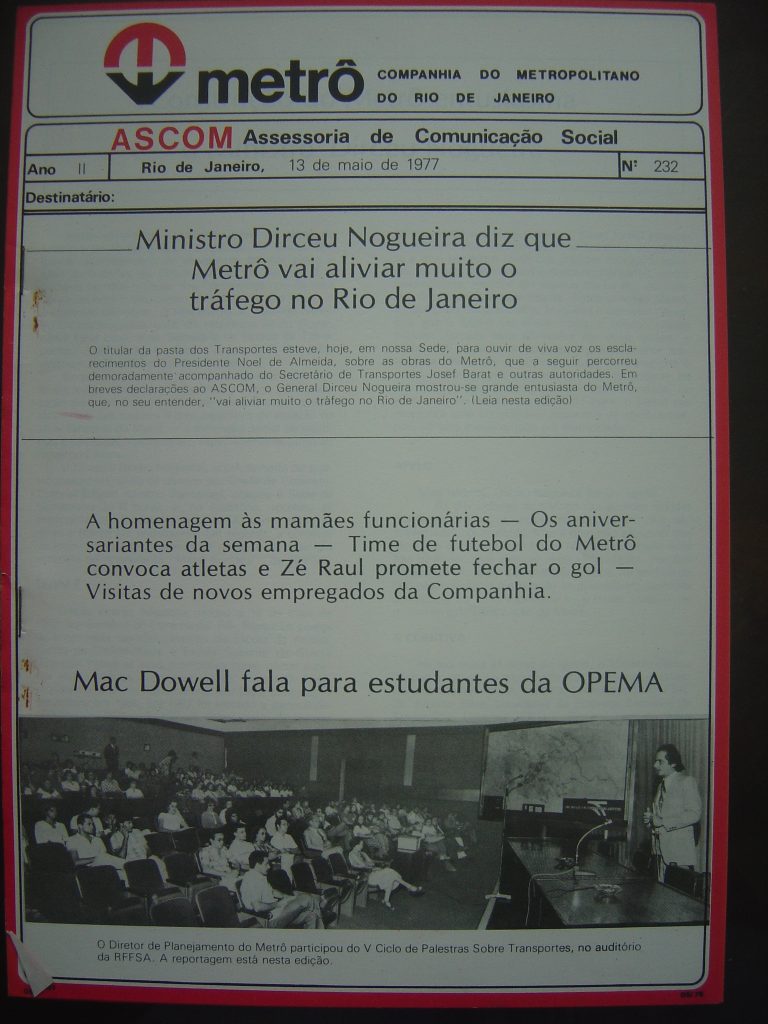 metrô
COMPANHIA DO METROPOLITANO
DO RIO DE JANEIRO
ASCOM Assessoria de Comunicação Social
Ano II Rio de Janeiro, 13 de maio de 1977 Nº 232
Destinatário:
Ministro Dirceu Nogueira diz que
Metrô vai aliviar muito o
tráfego no Rio de Janeiro
O titular da pasta dos Transportes esteve, hoje, em nossa Sede, para ouvir de viva voz os escla-
recimentos do Presidente Noel de Almeida, sobre as obras do Metrô, que a seguir percorreu
demoradamente acompanhado do Secretário de Transportes Josef Barat e outras autoridades. Em
breves declarações ao ASCOM, o General Dirceu Nogueira mostrou-se grande entusiasta do Metrô,
que, no seu entender, "vai aliviar muito o tráfego no Rio de Janeiro". (Leia nesta edição)
A homenagem às mamães funcionárias — Os aniver-
sariantes da semana — Time de futebol do Metrô
convoca atletas e Zé Raul promete fechar o gol —
Visitas de novos empregados da Companhia.
Mac Dowell fala para estudantes da OPEMA
O Diretor de Planejamento do Metrô participou do V Ciclo de Palestras Sobre Transportes, no auditório
da RFFSA. A reportagem está nesta edição.